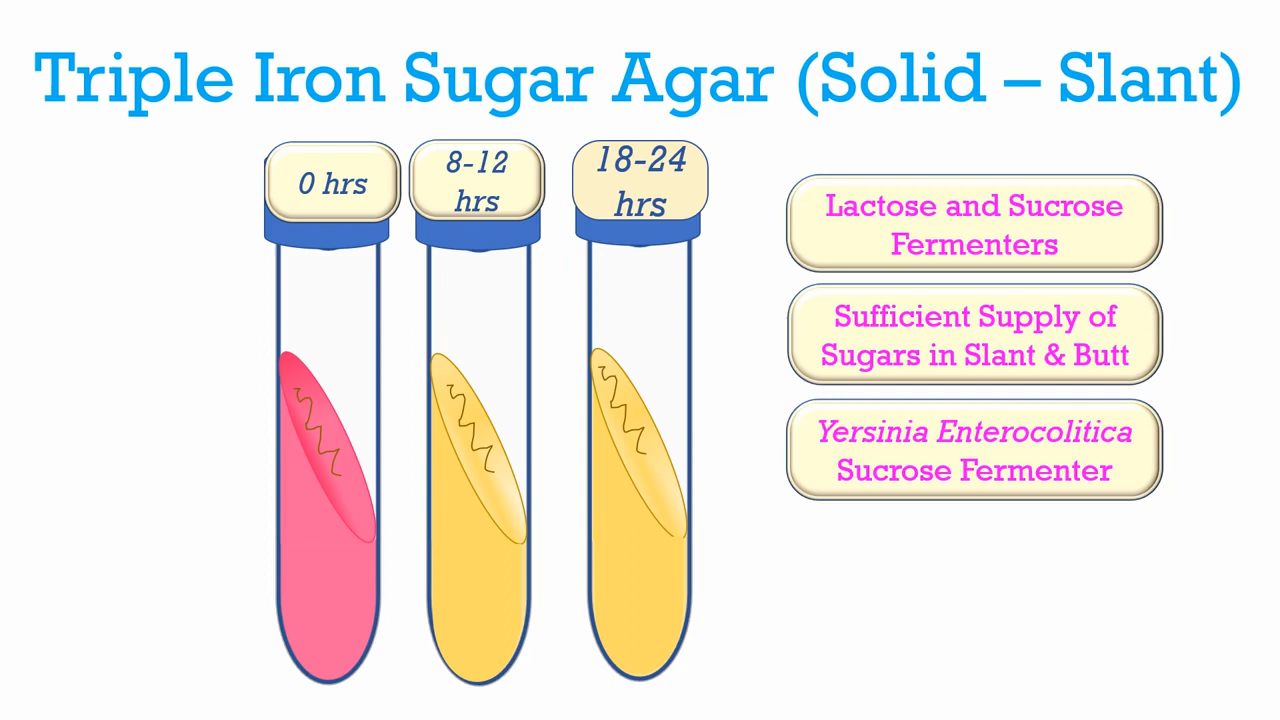 Triple Iron Sugar Agar (Solid – Slant)
0 hrs
8-12
hrs
18-24
hrs
Lactose and Sucrose
Fermenters
Sufficient Supply of
Sugars in Slant & Butt
Yersinia Enterocolitica
Sucrose Fermenter